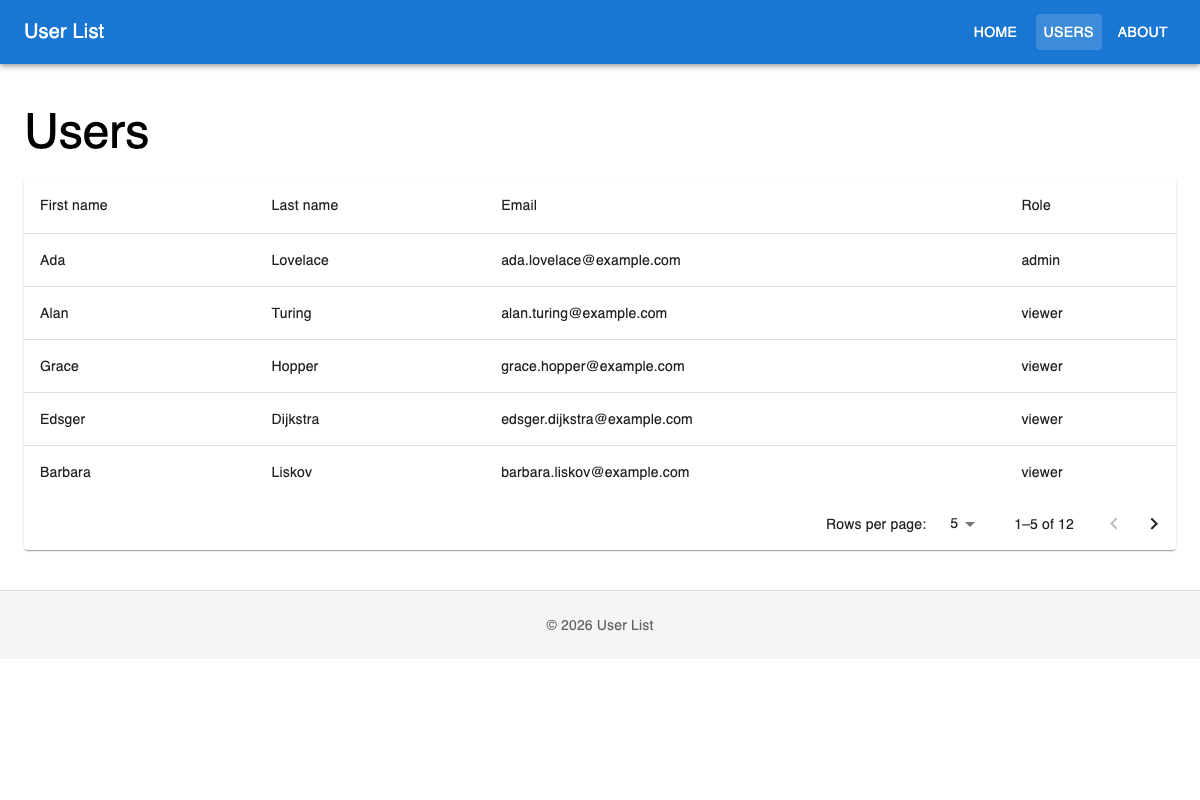 User List HOME USERS ABOUT
Users
First name Last name Email Role
Ada Lovelace ada.lovelace@example.com admin
Alan Turing alan.turing@example.com viewer
Grace Hopper grace.hopper@example.com viewer
Edsger Dijkstra edsger.dijkstra@example.com viewer
Barbara Liskov barbara.liskov@example.com viewer
Rows per page: 5 1–5 of 12
© 2026 User List